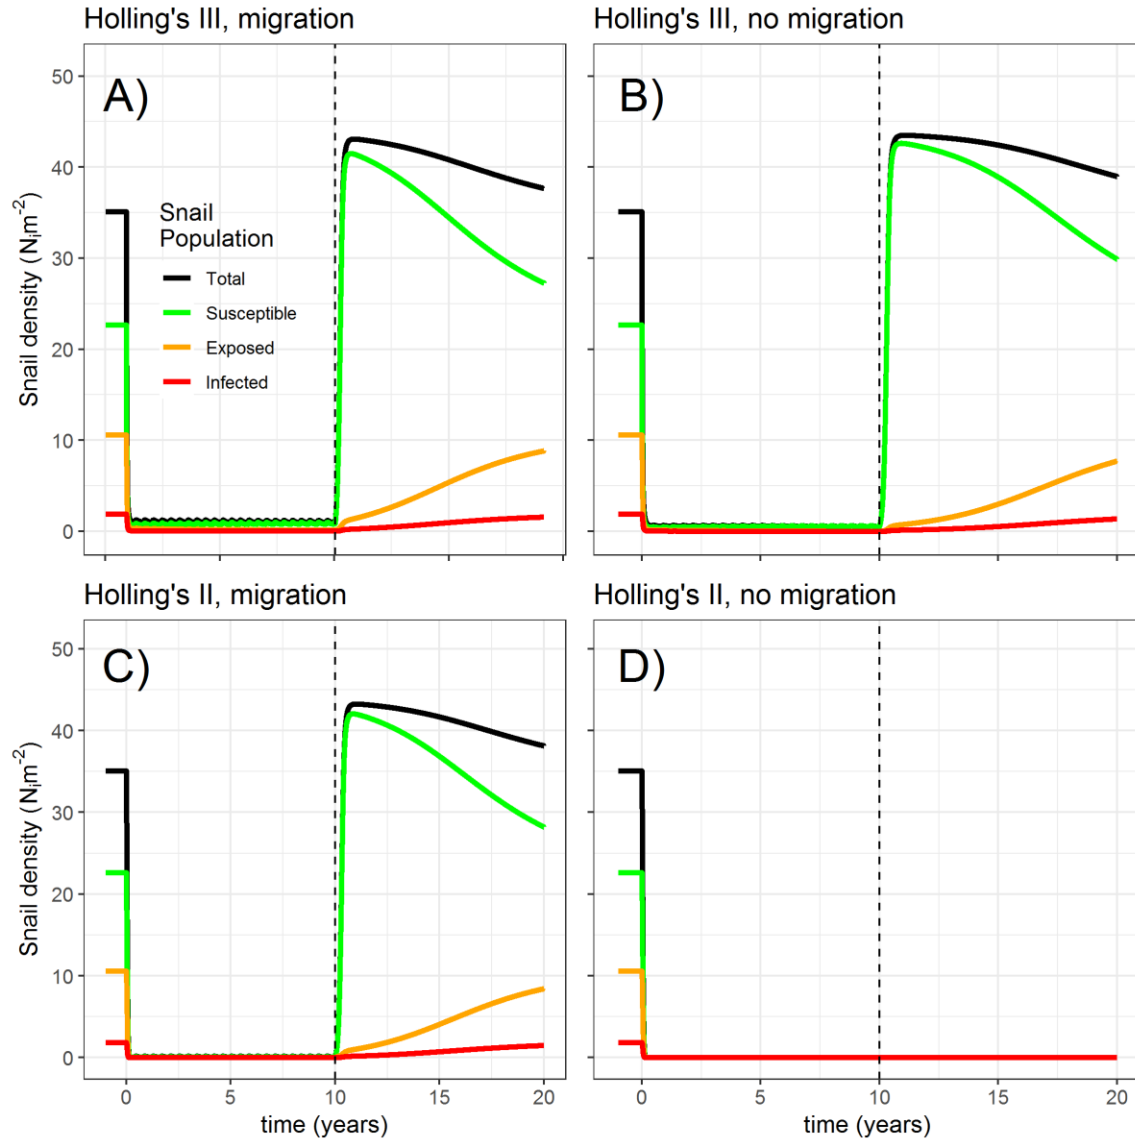 Holling's III, migration
Holling's III, no migration
A)
B)
50
40
30
20
10
0
Snail density (N_i m^-2)
Snail
Population
Total
Susceptible
Exposed
Infected
Holling's II, migration
Holling's II, no migration
C)
D)
50
40
30
20
10
0
Snail density (N_i m^-2)
0 5 10 15 20
0 5 10 15 20
time (years)
time (years)